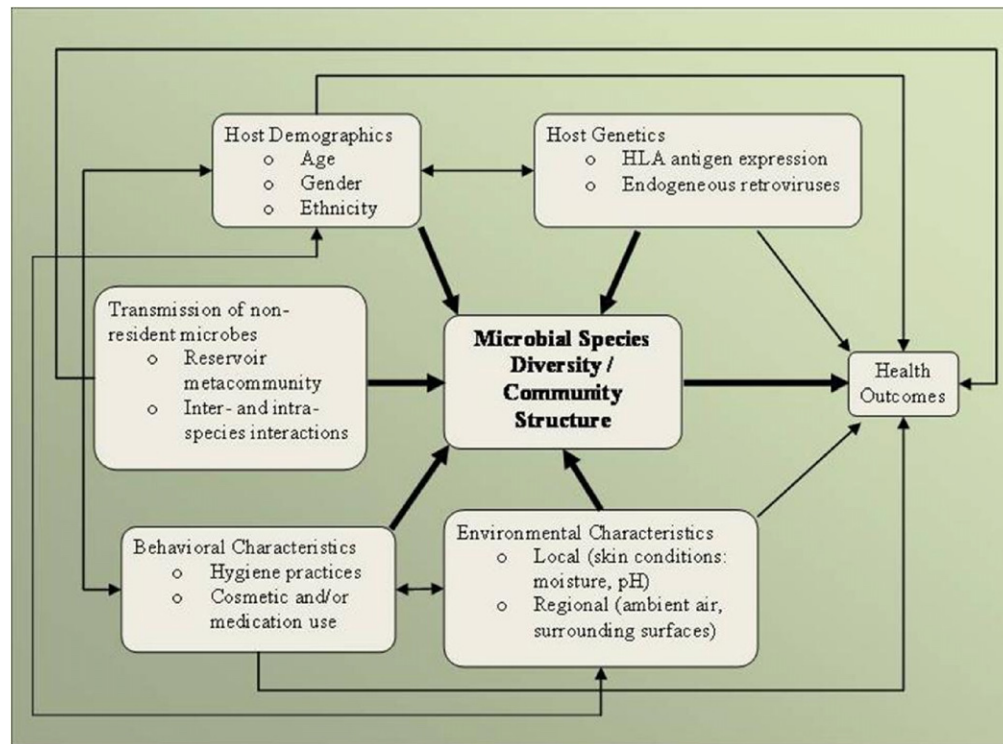 Host Demographics
o Age
o Gender
o Ethnicity
Host Genetics
o HLA antigen expression
o Endogeneous retroviruses
Transmission of non-
resident microbes
o Reservoir
metacommunity
o Inter- and intra-
species interactions
Microbial Species
Diversity /
Community
Structure
Health
Outcomes
Behavioral Characteristics
o Hygiene practices
o Cosmetic and/or
medication use
Environmental Characteristics
o Local (skin conditions:
moisture, pH)
o Regional (ambient air,
surrounding surfaces)